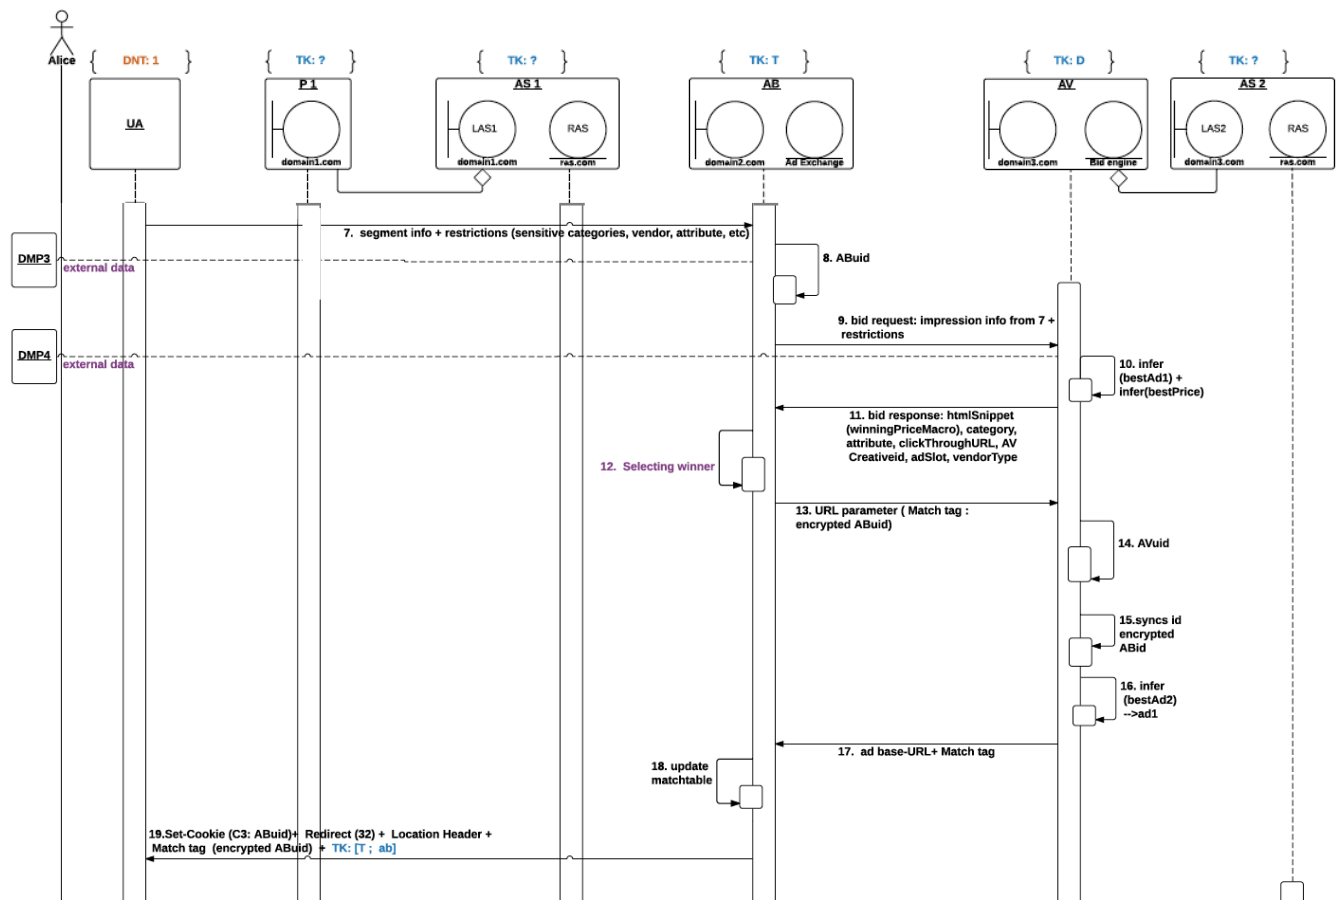 Alice
DNT: 1
TK: ?
TK: ?
TK: T
TK: D
TK: ?
UA
P 1
domain1.com
AS 1
LAS1
RAS
domain1.com
ras.com
AB
domain2.com
Ad Exchange
AV
domain3.com
Bid engine
AS 2
LAS2
RAS
domain3.com
ras.com
7. segment info + restrictions (sensitive categories, vendor, attribute, etc)
DMP3
external data
8. ABuid
9. bid request: impression info from 7 +
restrictions
DMP4
external data
10. infer
(bestAd1) +
infer(bestPrice)
11. bid response: htmlSnippet
(winningPriceMacro), category,
attribute, clickThroughURL, AV
Creativeid, adSlot, vendorType
12. Selecting winner
13. URL parameter ( Match tag :
encrypted ABuid)
14. AVuid
15.syncs id
encrypted
ABid
16. infer
(bestAd2)
-->ad1
17. ad base-URL+ Match tag
18. update
matchtable
19.Set-Cookie (C3: ABuid)+ Redirect (32) + Location Header +
Match tag (encrypted ABuid) + TK: [T ; ab]